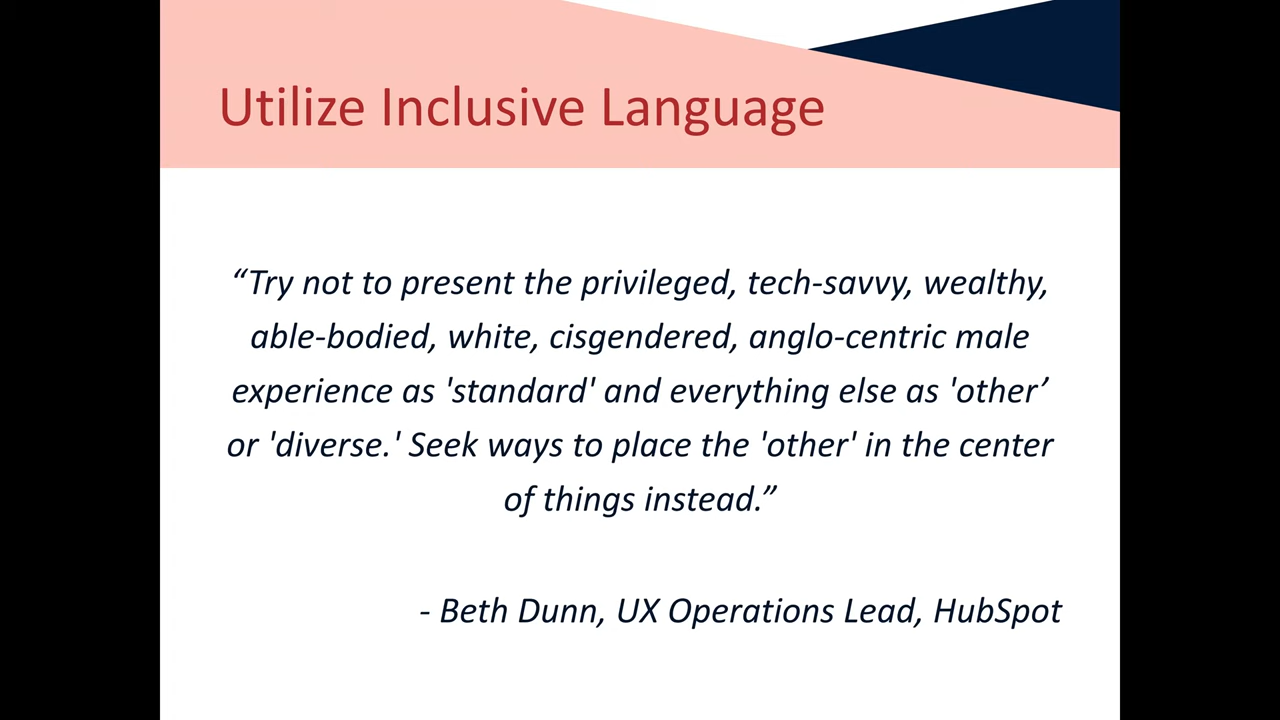 Utilize Inclusive Language
“Try not to present the privileged, tech-savvy, wealthy,
able-bodied, white, cisgendered, anglo-centric male
experience as 'standard' and everything else as 'other’
or 'diverse.' Seek ways to place the 'other' in the center
of things instead.”
- Beth Dunn, UX Operations Lead, HubSpot